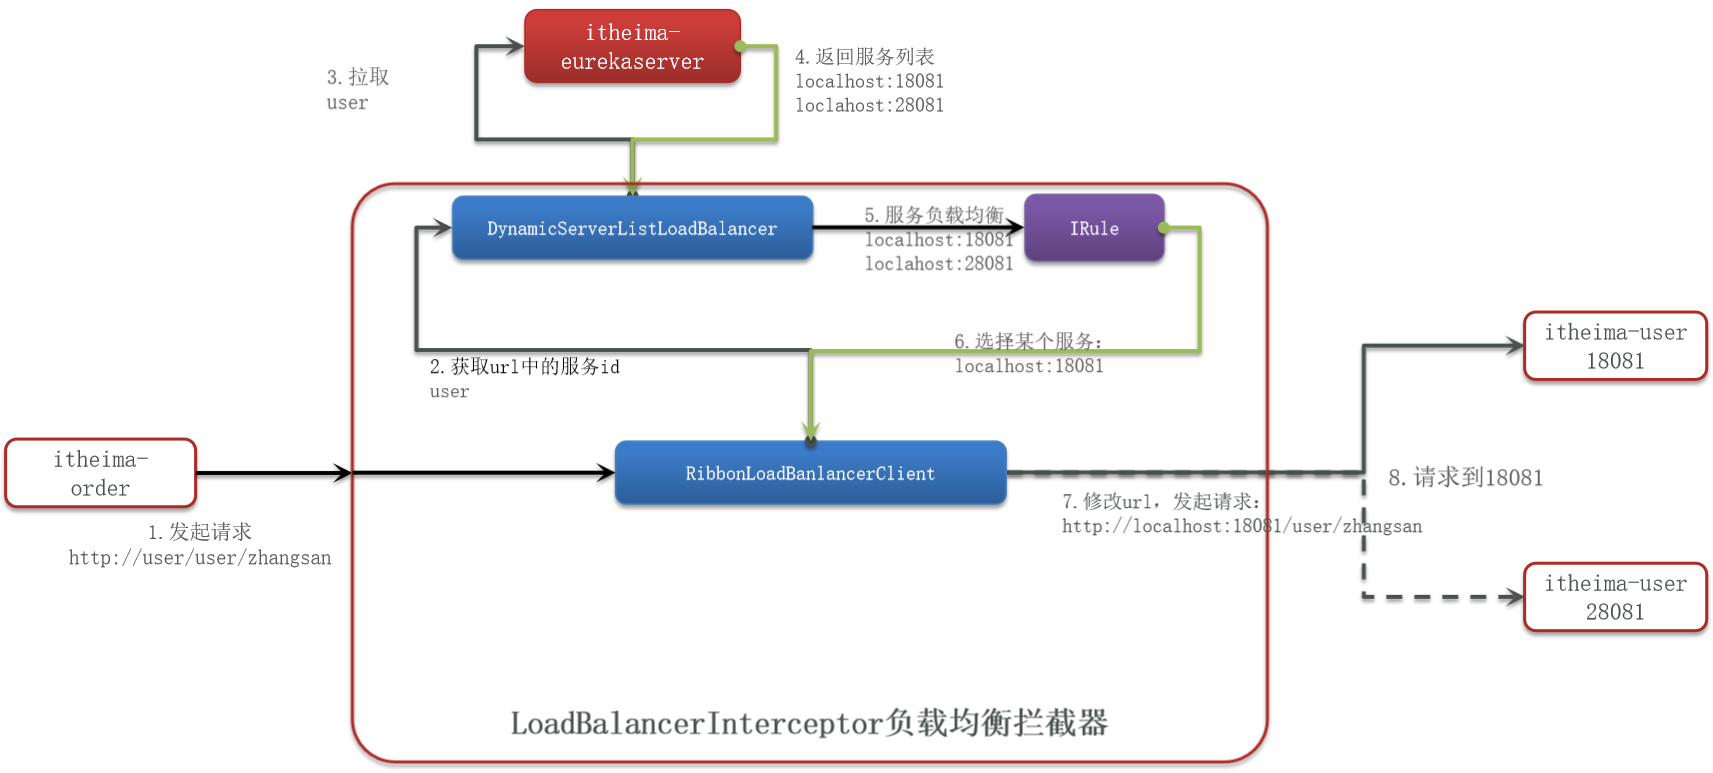 itheima-
eurekaserver
3.拉取
user
4.返回服务列表
localhost:18081
loclahost:28081
DynamicServerListLoadBalancer
5.服务负载均衡
localhost:18081
loclahost:28081
IRule
2.获取url中的服务id
user
6.选择某个服务:
localhost:18081
itheima-user
18081
itheima-
order
1.发起请求
http://user/user/zhangsan
RibbonLoadBanlancerClient
7.修改url，发起请求:
http://localhost:18081/user/zhangsan
8.请求到18081
itheima-user
28081
LoadBalancerInterceptor负载均衡拦截器